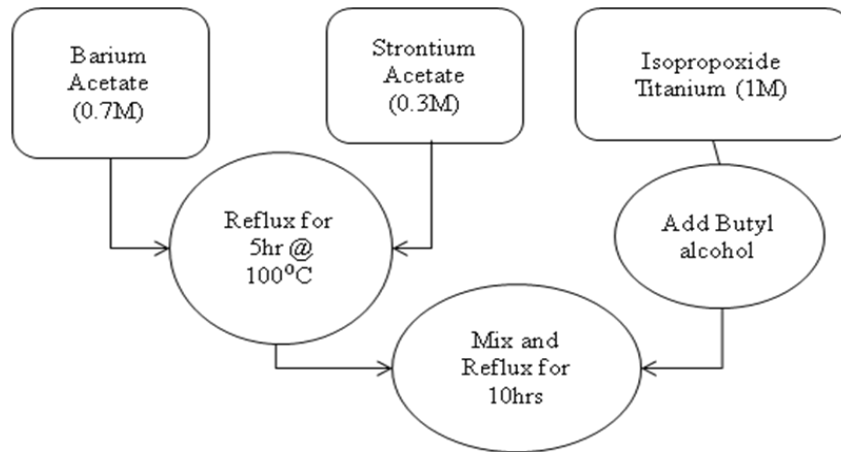 Barium
Acetate
(0.7M)
Strontium
Acetate
(0.3M)
Isopropoxide
Titanium (1M)
Reflux for
5hr @
100°C
Add Butyl
alcohol
Mix and
Reflux for
10hrs